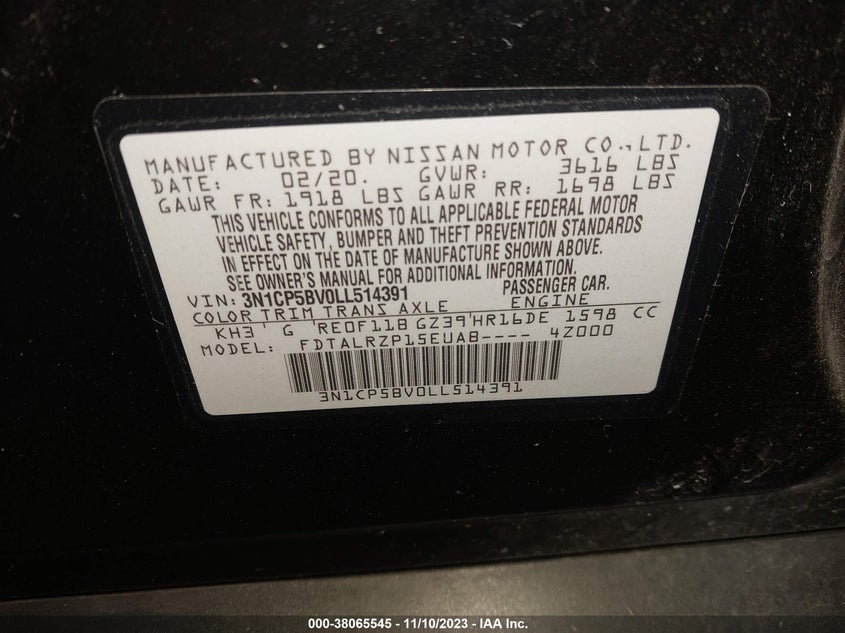 MANUFACTURED BY NISSAN MOTOR CO., LTD.
DATE: 02/20. GVWR: 3616 LBS
GAWR FR: 1918 LBS GAWR RR: 1698 LBS
THIS VEHICLE CONFORMS TO ALL APPLICABLE FEDERAL MOTOR
VEHICLE SAFETY, BUMPER AND THEFT PREVENTION STANDARDS
IN EFFECT ON THE DATE OF MANUFACTURE SHOWN ABOVE.
SEE OWNER'S MANUAL FOR ADDITIONAL INFORMATION.
VIN: 3N1CP5BV0LL514391 PASSENGER CAR.
COLOR TRIM TRANS AXLE ENGINE
KH3 G RE0F11B GZ39 HR16DE 1598 CC
MODEL: FDTALRZP15EUAB---- 4Z000
3N1CP5BV0LL514391
000-38065545 - 11/10/2023 - © IAA Inc.